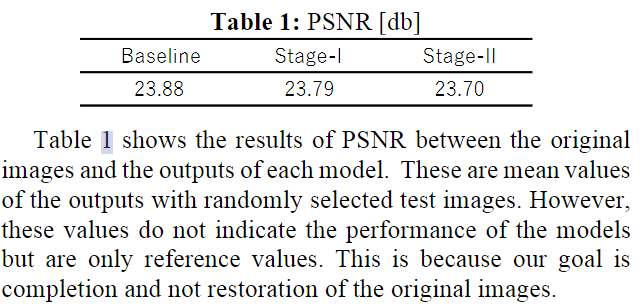 Table 1: PSNR [db]
Baseline Stage-I Stage-II
23.88 23.79 23.70
Table 1 shows the results of PSNR between the original
images and the outputs of each model. These are mean values
of the outputs with randomly selected test images. However,
these values do not indicate the performance of the models
but are only reference values. This is because our goal is
completion and not restoration of the original images.